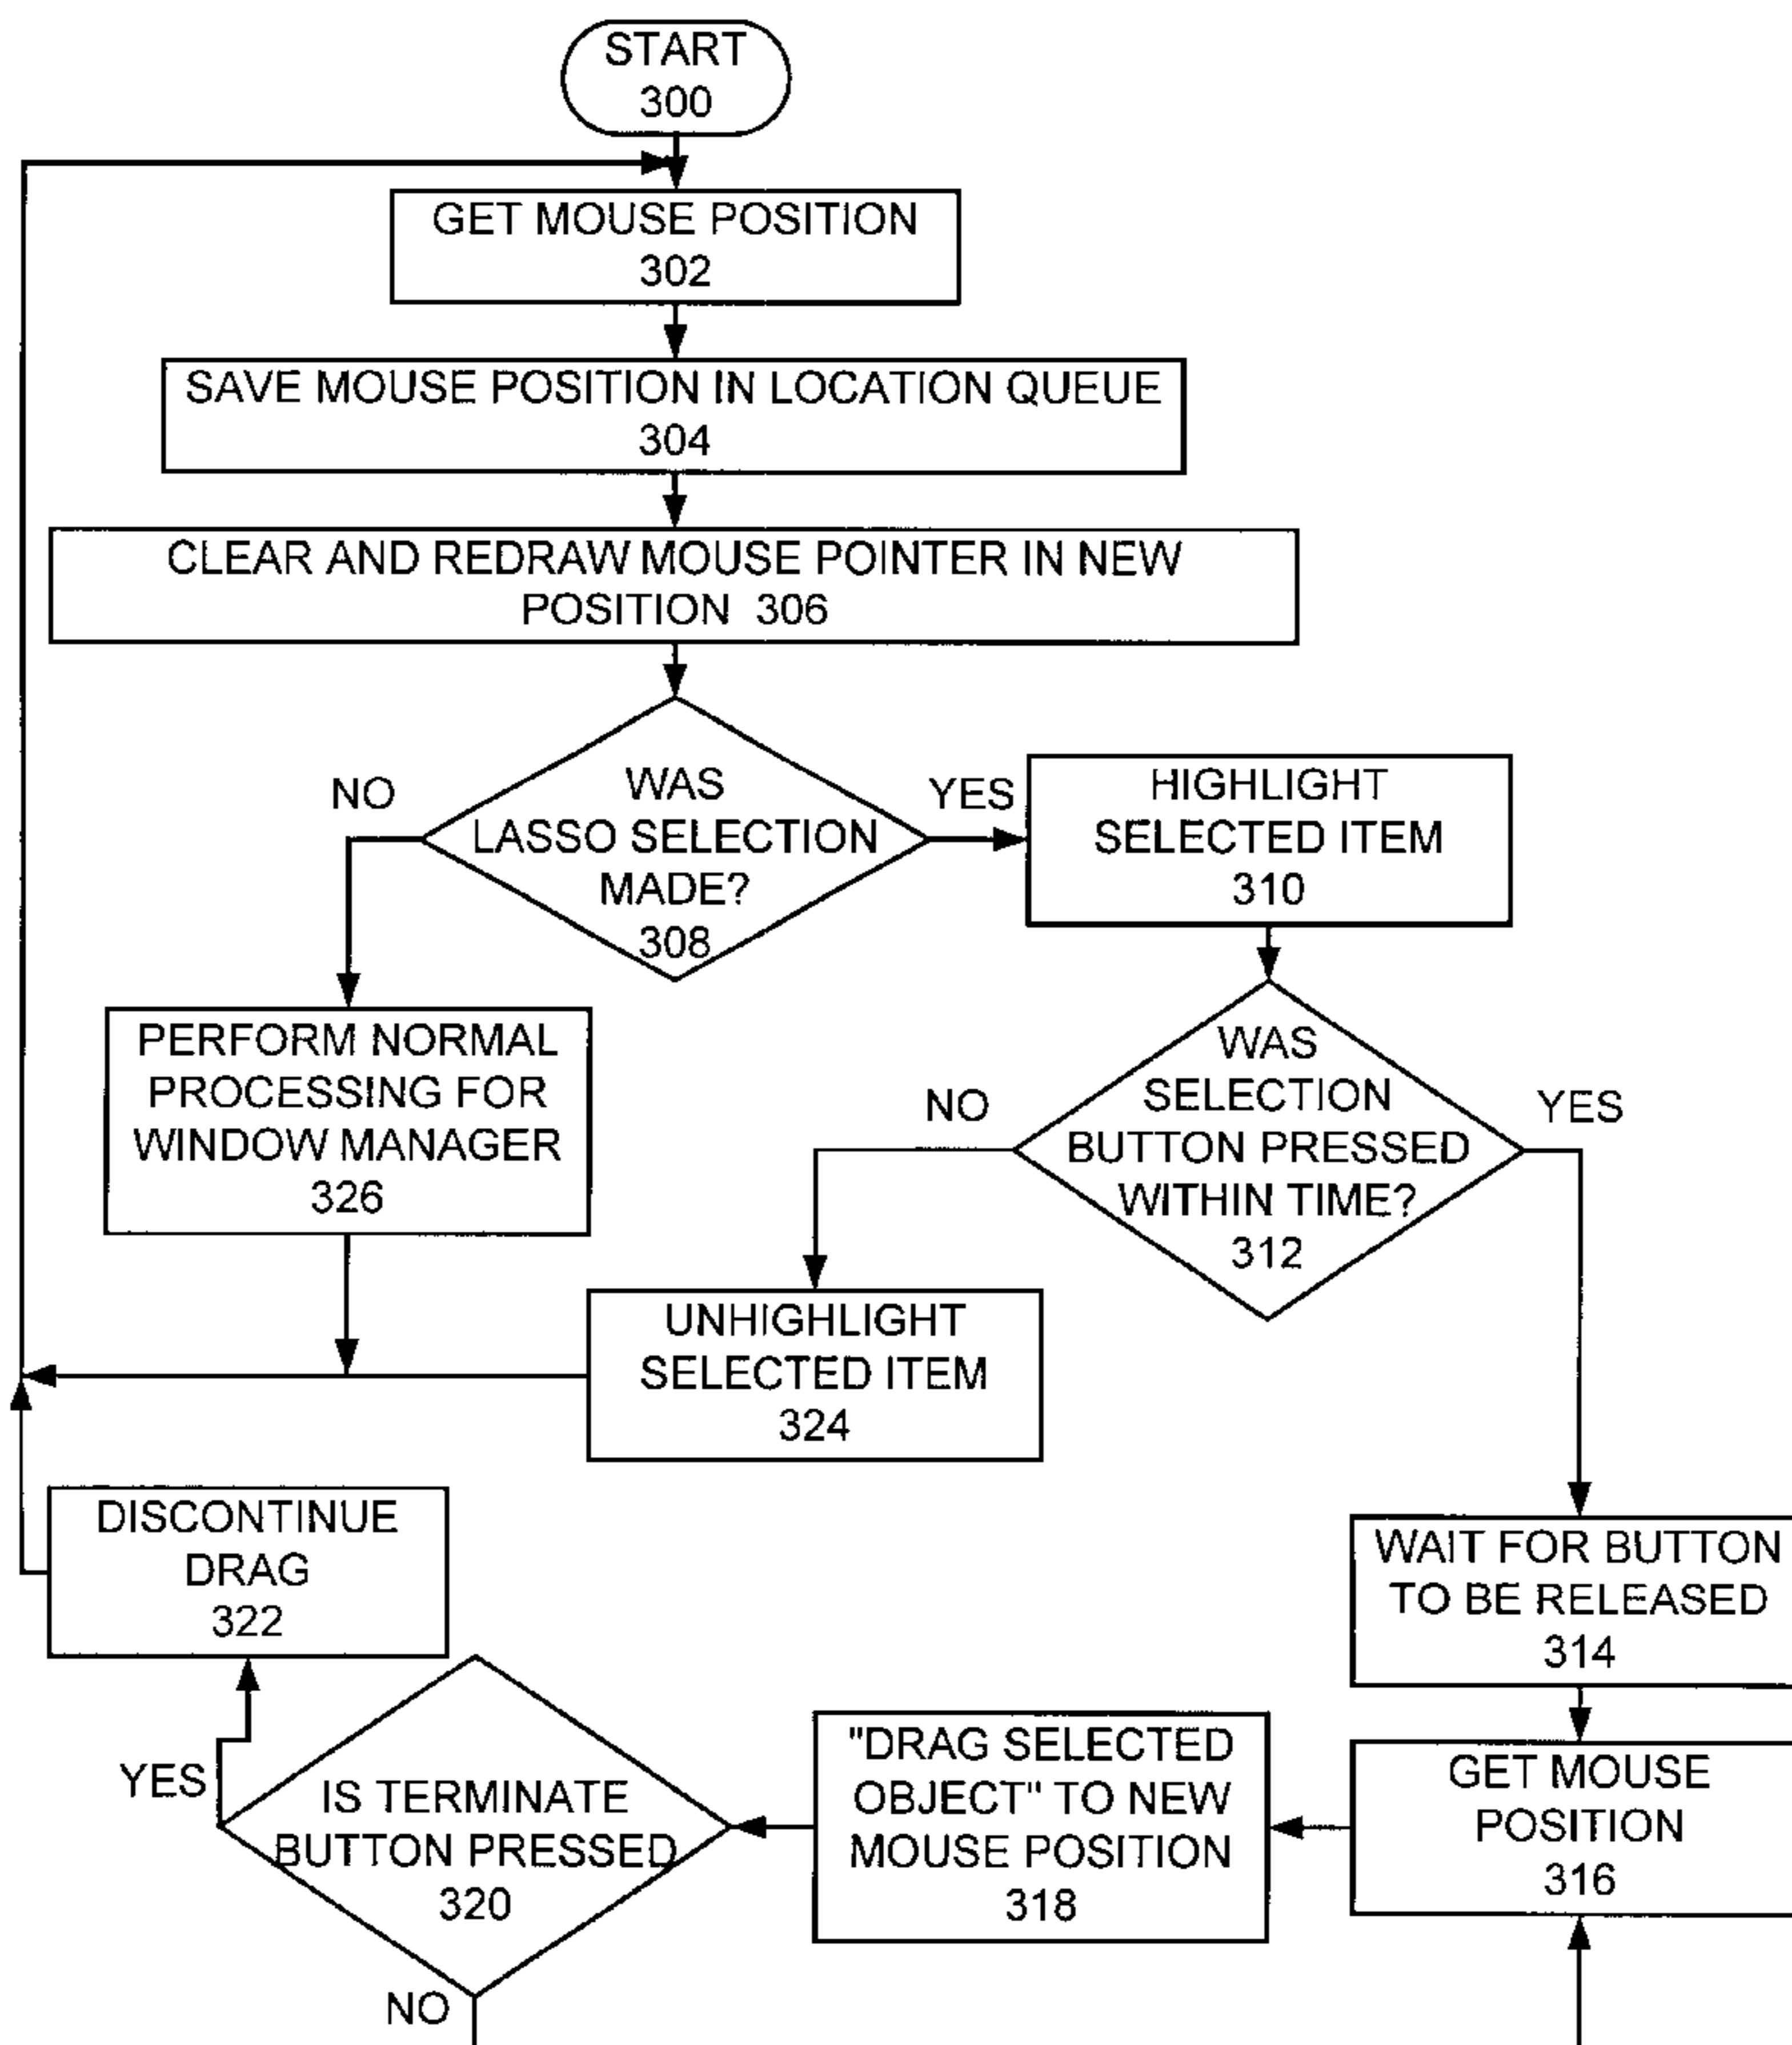 START
300
GET MOUSE POSITION
302
SAVE MOUSE POSITION IN LOCATION QUEUE
304
CLEAR AND REDRAW MOUSE POINTER IN NEW
POSITION 306
NO
WAS
LASSO SELECTION
MADE?
308
YES
HIGHLIGHT
SELECTED ITEM
310
PERFORM NORMAL
PROCESSING FOR
WINDOW MANAGER
326
NO
WAS
SELECTION
BUTTON PRESSED
WITHIN TIME?
312
YES
UNHIGHLIGHT
SELECTED ITEM
324
DISCONTINUE
DRAG
322
WAIT FOR BUTTON
TO BE RELEASED
314
YES
IS TERMINATE
BUTTON PRESSED
320
"DRAG SELECTED
OBJECT" TO NEW
MOUSE POSITION
318
GET MOUSE
POSITION
316
NO